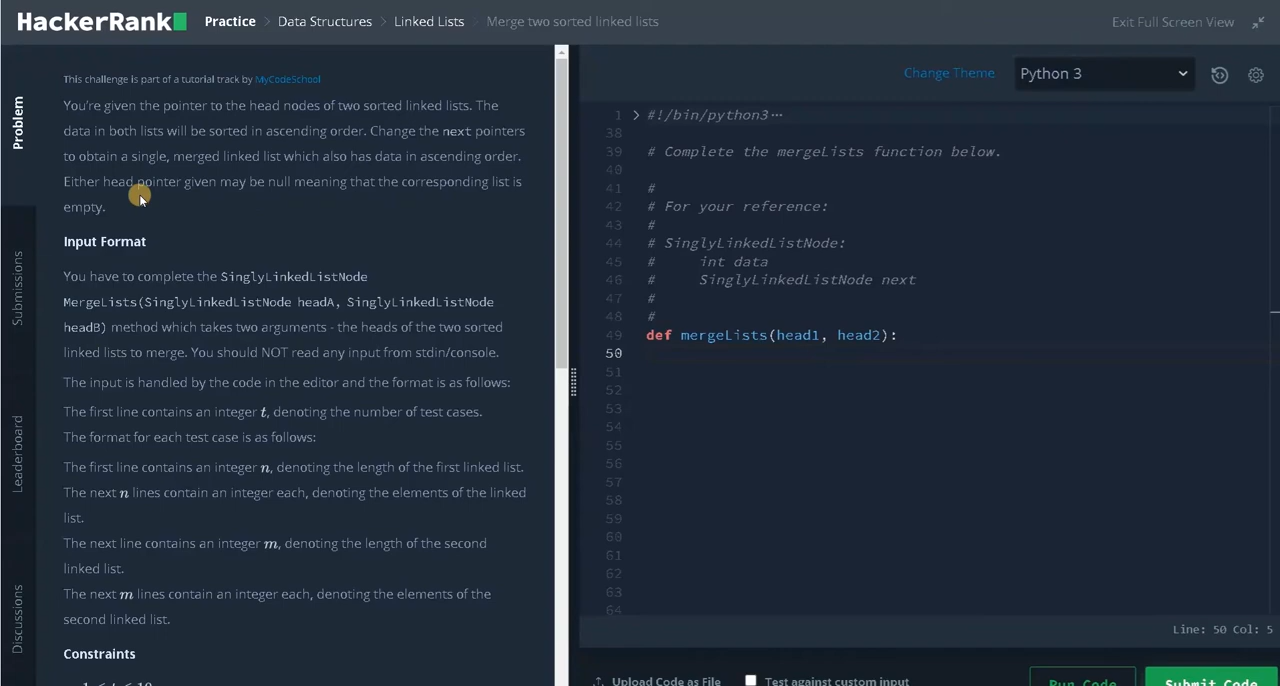 HackerRank
Practice > Data Structures > Linked Lists > Merge two sorted linked lists
Exit Full Screen View
Problem
Submissions
Leaderboard
Discussions
This challenge is part of a tutorial track by MyCodeSchool
You're given the pointer to the head nodes of two sorted linked lists. The
data in both lists will be sorted in ascending order. Change the next pointers
to obtain a single, merged linked list which also has data in ascending order.
Either head pointer given may be null meaning that the corresponding list is
empty.
Input Format
You have to complete the SinglyLinkedListNode
MergeLists(SinglyLinkedListNode headA, SinglyLinkedListNode
headB) method which takes two arguments - the heads of the two sorted
linked lists to merge. You should NOT read any input from stdin/console.
The input is handled by the code in the editor and the format is as follows:
The first line contains an integer t, denoting the number of test cases.
The format for each test case is as follows:
The first line contains an integer n, denoting the length of the first linked list.
The next n lines contain an integer each, denoting the elements of the linked
list.
The next line contains an integer m, denoting the length of the second
linked list.
The next m lines contain an integer each, denoting the elements of the
second linked list.
Constraints
Change Theme
Python 3
1 > #!/bin/python3…
38
39 # Complete the mergeLists function below.
40
41 #
42 # For your reference:
43 #
44 # SinglyLinkedListNode:
45 #     int data
46 #     SinglyLinkedListNode next
47 #
48 #
49 def mergeLists(head1, head2):
50
51
52
53
54
55
56
57
58
59
60
61
62
63
64
Line: 50 Col: 5
Upload Code as File
Test against custom input
Run Code
Submit Code